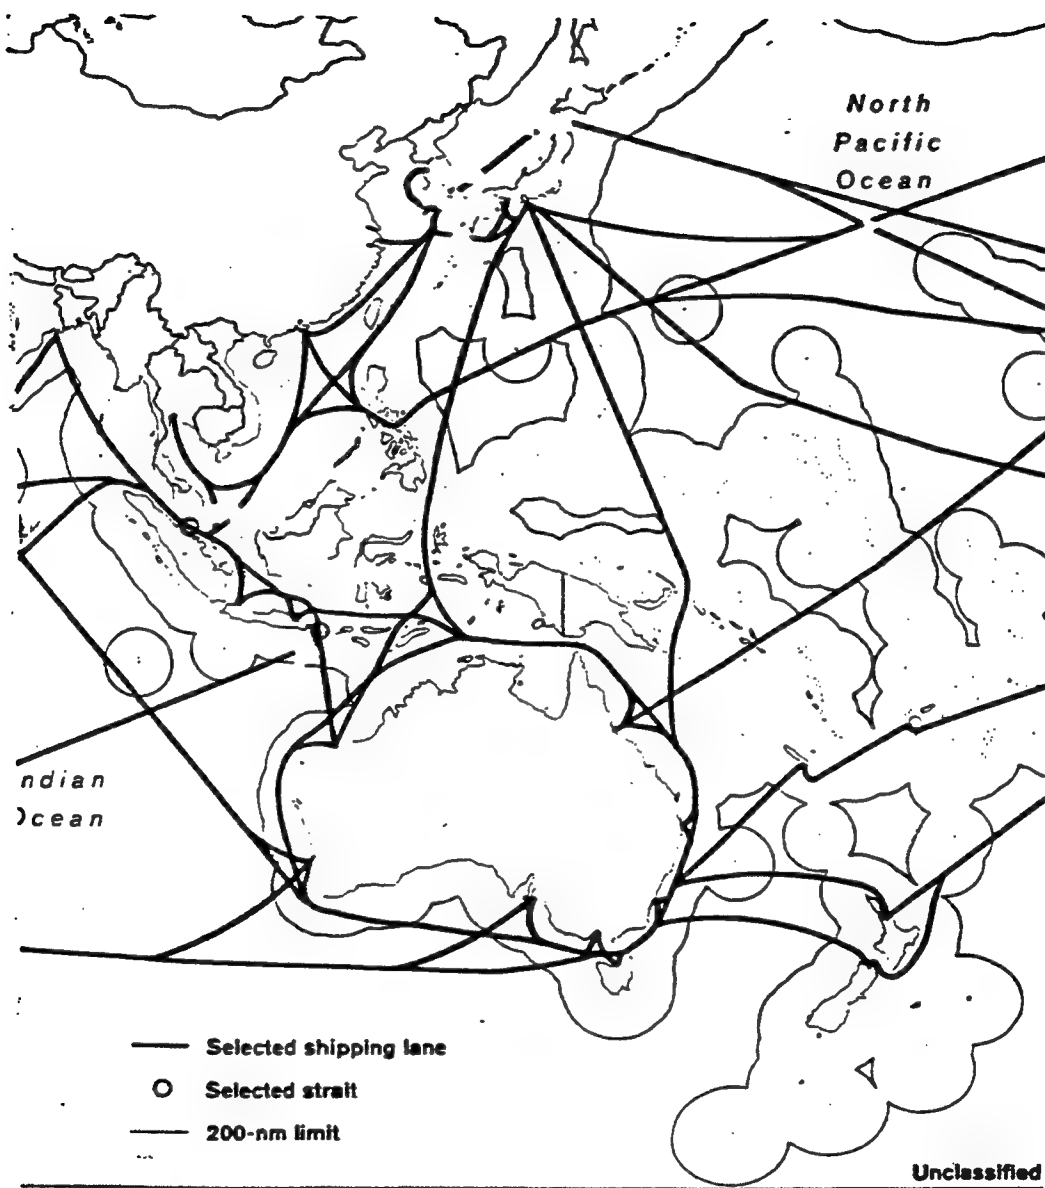 North
Pacific
Ocean
ndian
cean
Selected shipping lane
Selected strait
200-nm limit
Unclassified